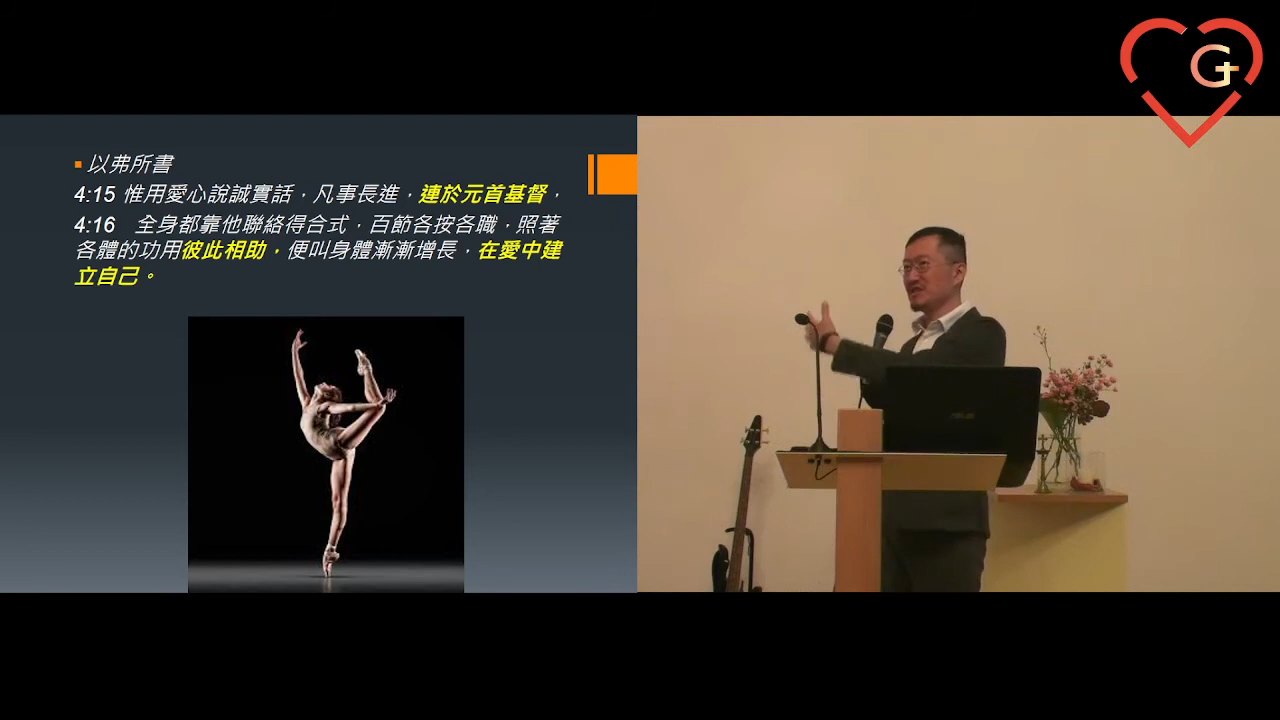 以弗所書
4:15 惟用愛心說誠實話，凡事長進，連於元首基督，
4:16 全身都靠他聯絡得合式，百節各按各職，照著
各體的功用彼此相助，便叫身體漸漸增長，在愛中建
立自己。
G
ASUS